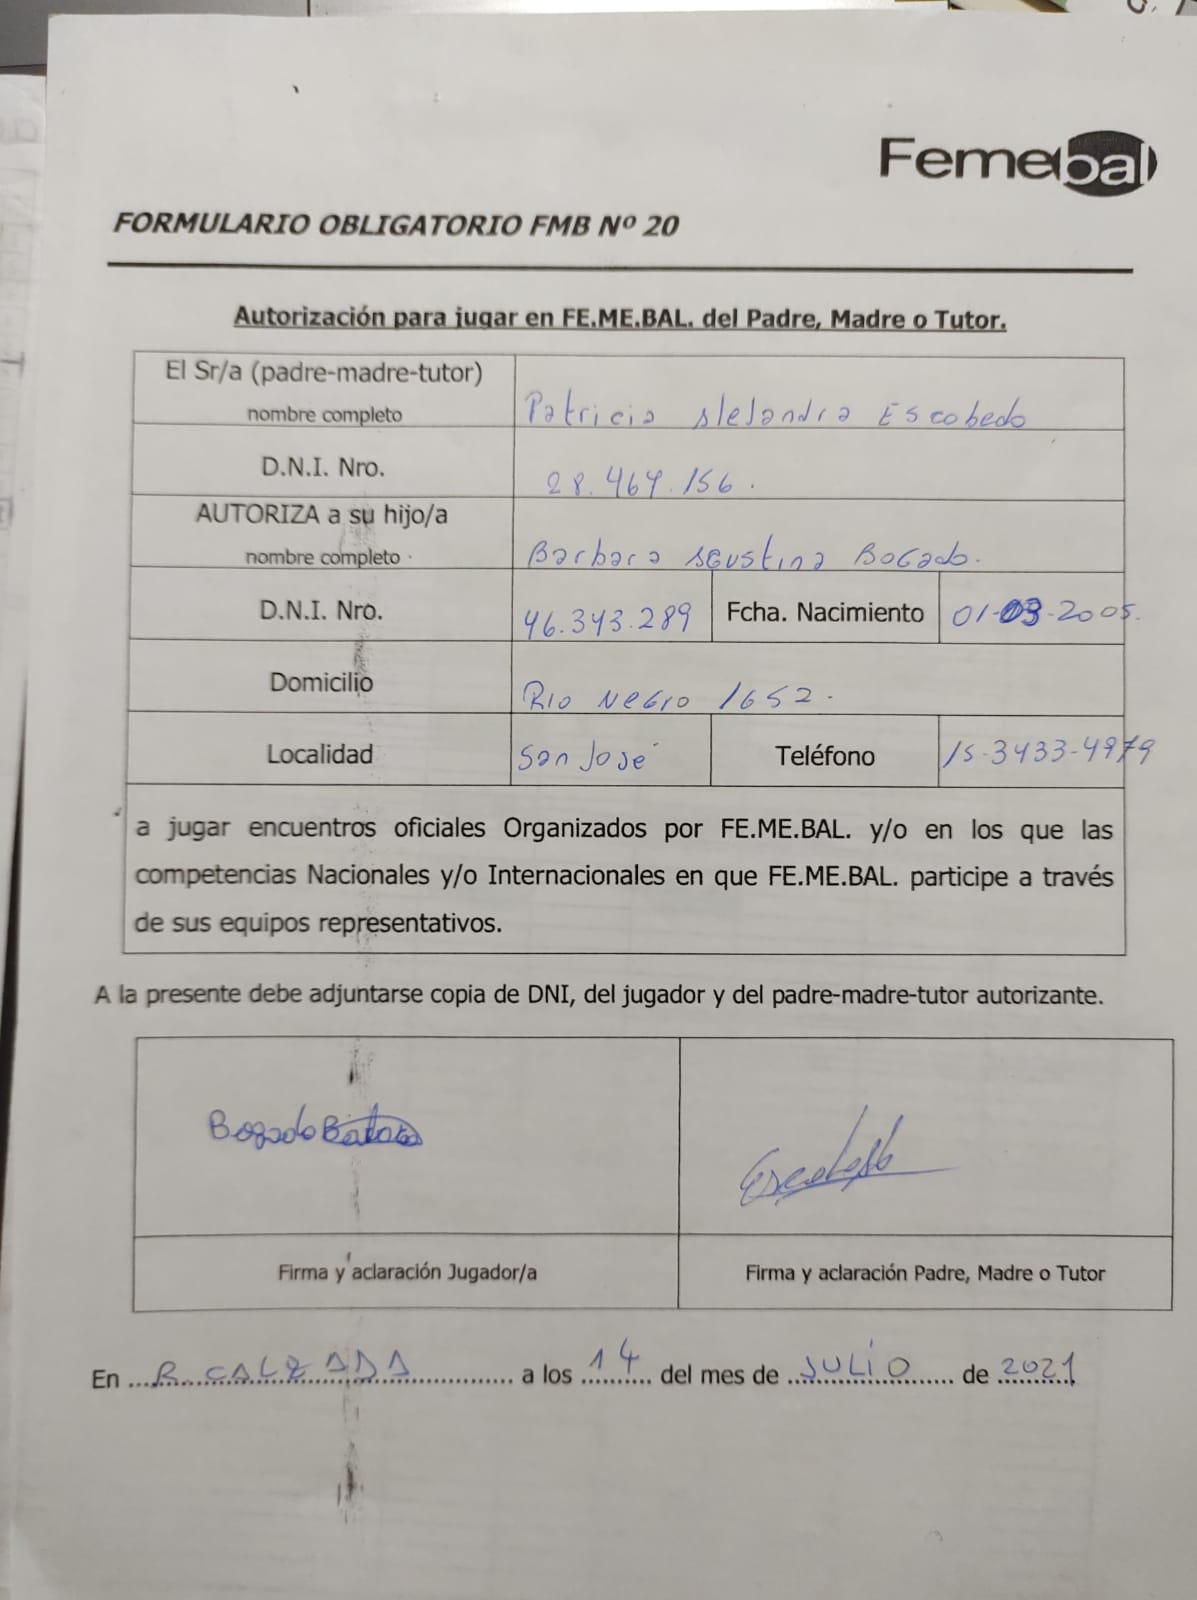 Femebal
FORMULARIO OBLIGATORIO FMB Nº 20
Autorización para jugar en FE.ME.BAL. del Padre, Madre o Tutor.
El Sr/a (padre-madre-tutor)
nombre completo
Patricia Alejandra Escobedo
D.N.I. Nro.
28.464.156.
AUTORIZA a su hijo/a
nombre completo
Barbara Agustina Bogado.
D.N.I. Nro.
46.343.289
Fcha. Nacimiento
01-03-2005.
Domicilio
Rio Negro 1652.
Localidad
San José
Teléfono
15-3433-4979
a jugar encuentros oficiales Organizados por FE.ME.BAL. y/o en los que las
competencias Nacionales y/o Internacionales en que FE.ME.BAL. participe a través
de sus equipos representativos.
A la presente debe adjuntarse copia de DNI, del jugador y del padre-madre-tutor autorizante.
Bogado Barbara
Escobedo
Firma y aclaración Jugador/a
Firma y aclaración Padre, Madre o Tutor
En R. CALZADA a los 14 del mes de JULIO de 2021